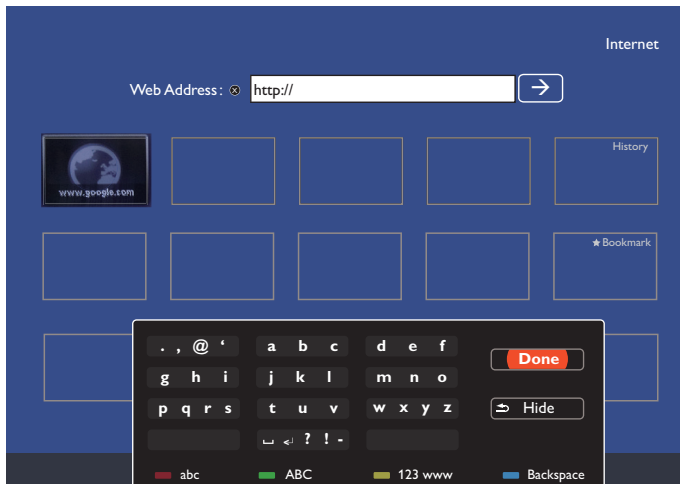 Internet
Web Address: ⓧ http:// →
www.google.com
History
★ Bookmark
. , @ ‘ a b c d e f
Done
g h i j k l m n o
p q r s t u v w x y z
Hide
␣ ↵ ? ! -
abc ABC 123 www Backspace